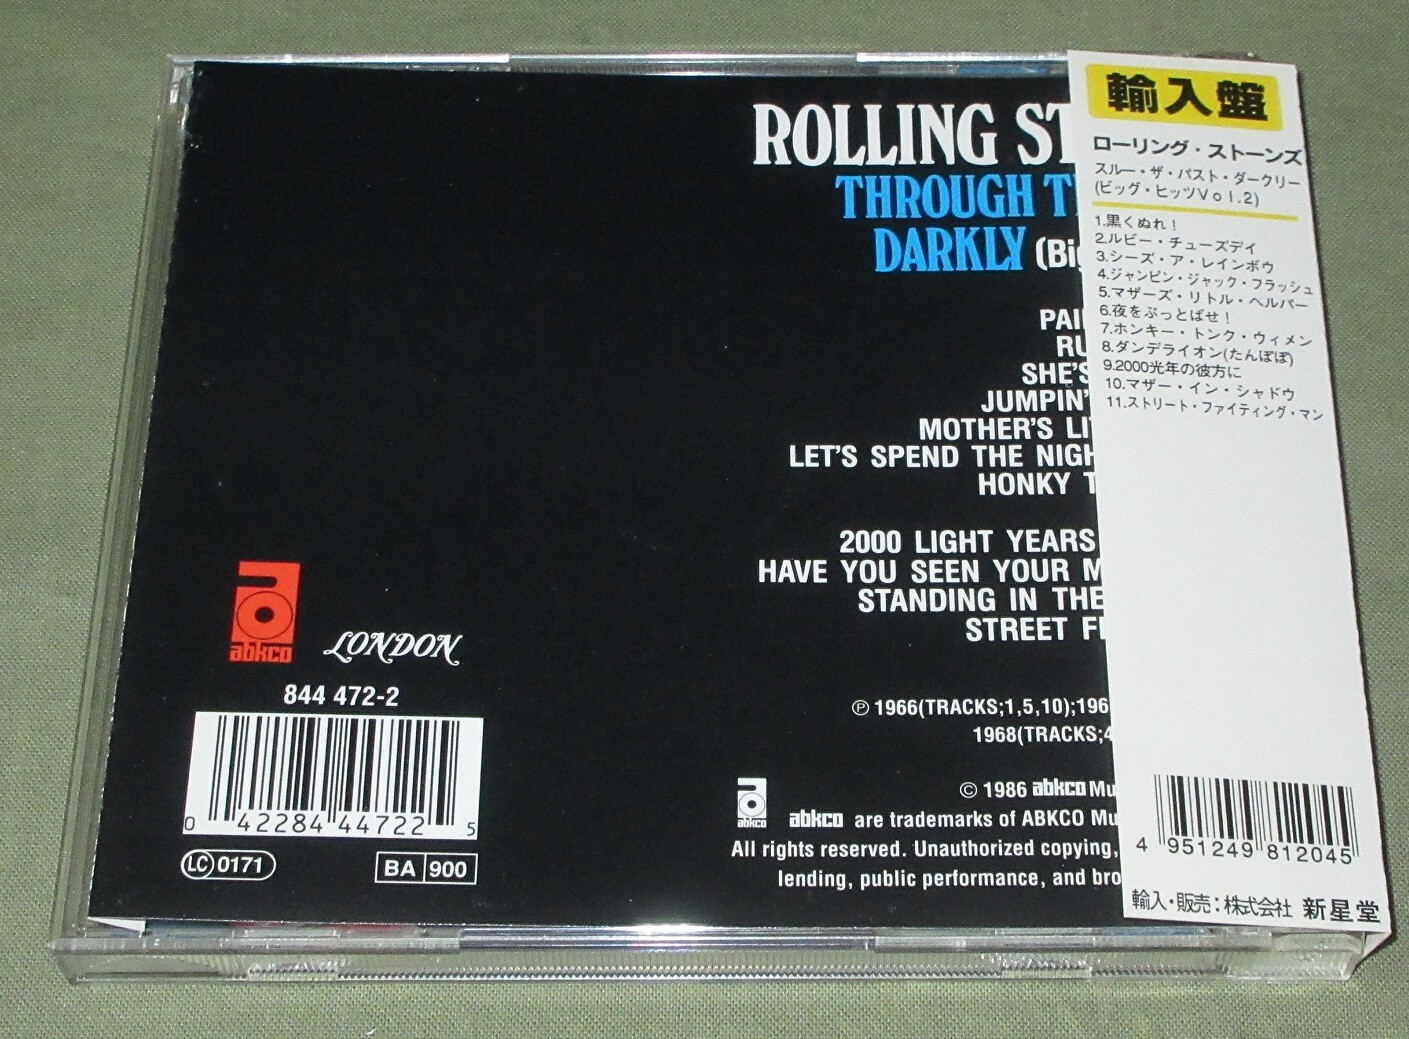 ROLLING ST
THROUGH T
DARKLY (Big
PAI
RU
SHE'S
JUMPIN'
MOTHER'S LI
LET'S SPEND THE NIGH
HONKY T
2000 LIGHT YEARS
HAVE YOU SEEN YOUR M
STANDING IN THE
STREET FI
℗ 1966(TRACKS;1,5,10);196
1968(TRACKS;4
© 1986 abkco Mu
abkco
abkco are trademarks of ABKCO Mu
All rights reserved. Unauthorized copying,
lending, public performance, and bro
abkco
LONDON
844 472-2
0 42284 44722 5
LC 0171
BA 900
輸入盤
ローリング・ストーンズ
スルー・ザ・パスト・ダークリー
(ビッグ・ヒッツVol.2)
1.黒くぬれ!
2.ルビー・チューズデイ
3.シーズ・ア・レインボウ
4.ジャンピン・ジャック・フラッシュ
5.マザーズ・リトル・ヘルパー
6.夜をぶっとばせ!
7.ホンキー・トンク・ウィメン
8.ダンデライオン(たんぽぽ)
9.2000光年の彼方に
10.マザー・イン・シャドウ
11.ストリート・ファイティング・マン
4 951249 812045
輸入・販売:株式会社 新星堂